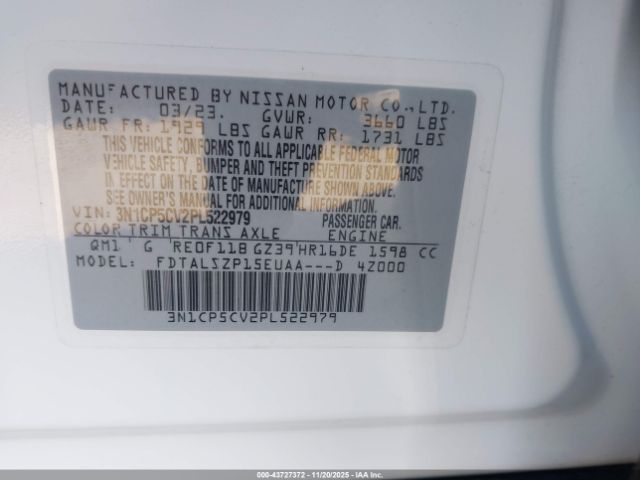 MANUFACTURED BY NISSAN MOTOR CO.,LTD.
DATE: 03/23. GVWR: 3660 LBS
GAWR FR: 1929 LBS GAWR RR: 1731 LBS
THIS VEHICLE CONFORMS TO ALL APPLICABLE FEDERAL MOTOR
VEHICLE SAFETY, BUMPER AND THEFT PREVENTION STANDARDS
IN EFFECT ON THE DATE OF MANUFACTURE SHOWN ABOVE.
SEE OWNER'S MANUAL FOR ADDITIONAL INFORMATION.
VIN: 3N1CP5CV2PL522979 PASSENGER CAR.
COLOR TRIM TRANS AXLE ENGINE
QM1 G RE0F11B GZ39 HR16DE 1598 CC
MODEL: FDTALSZP15EUAA---D 4Z000
3N1CP5CV2PL522979
000-43727372 | 11/20/2025 | IAAI.COM